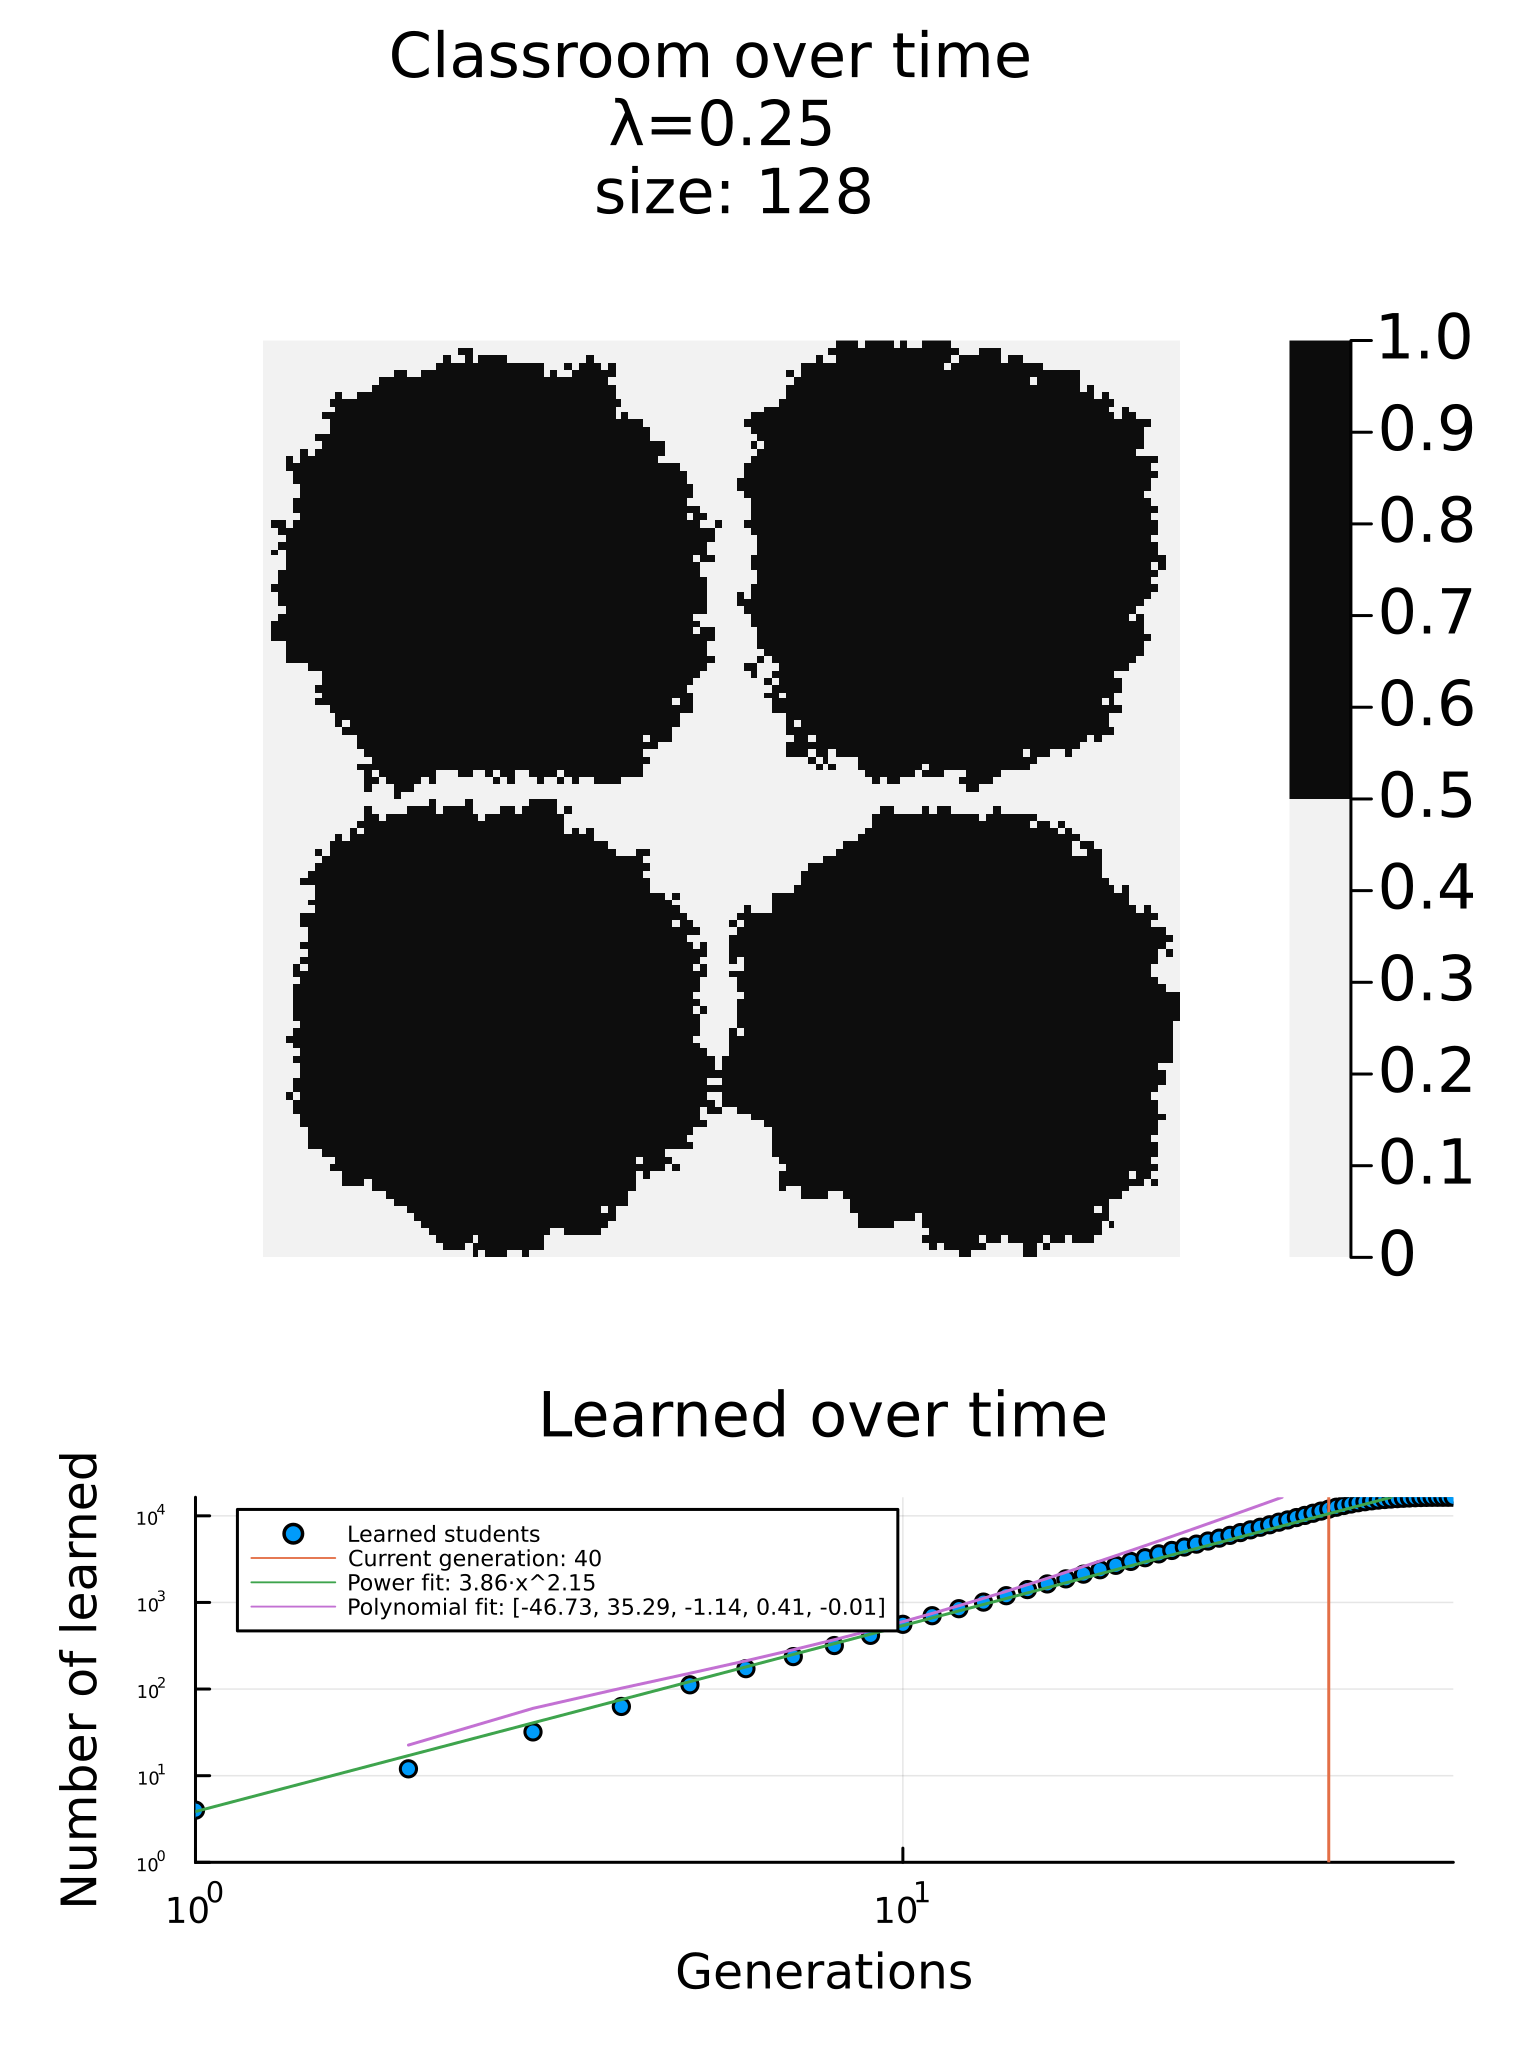 Classroom over time
λ=0.25
size: 128
1.0
0.9
0.8
0.7
0.6
0.5
0.4
0.3
0.2
0.1
0
Learned over time
Number of learned
10^4
10^3
10^2
10^1
10^0
Learned students
Current generation: 40
Power fit: 3.86·x^2.15
Polynomial fit: [-46.73, 35.29, -1.14, 0.41, -0.01]
10^0
10^1
Generations